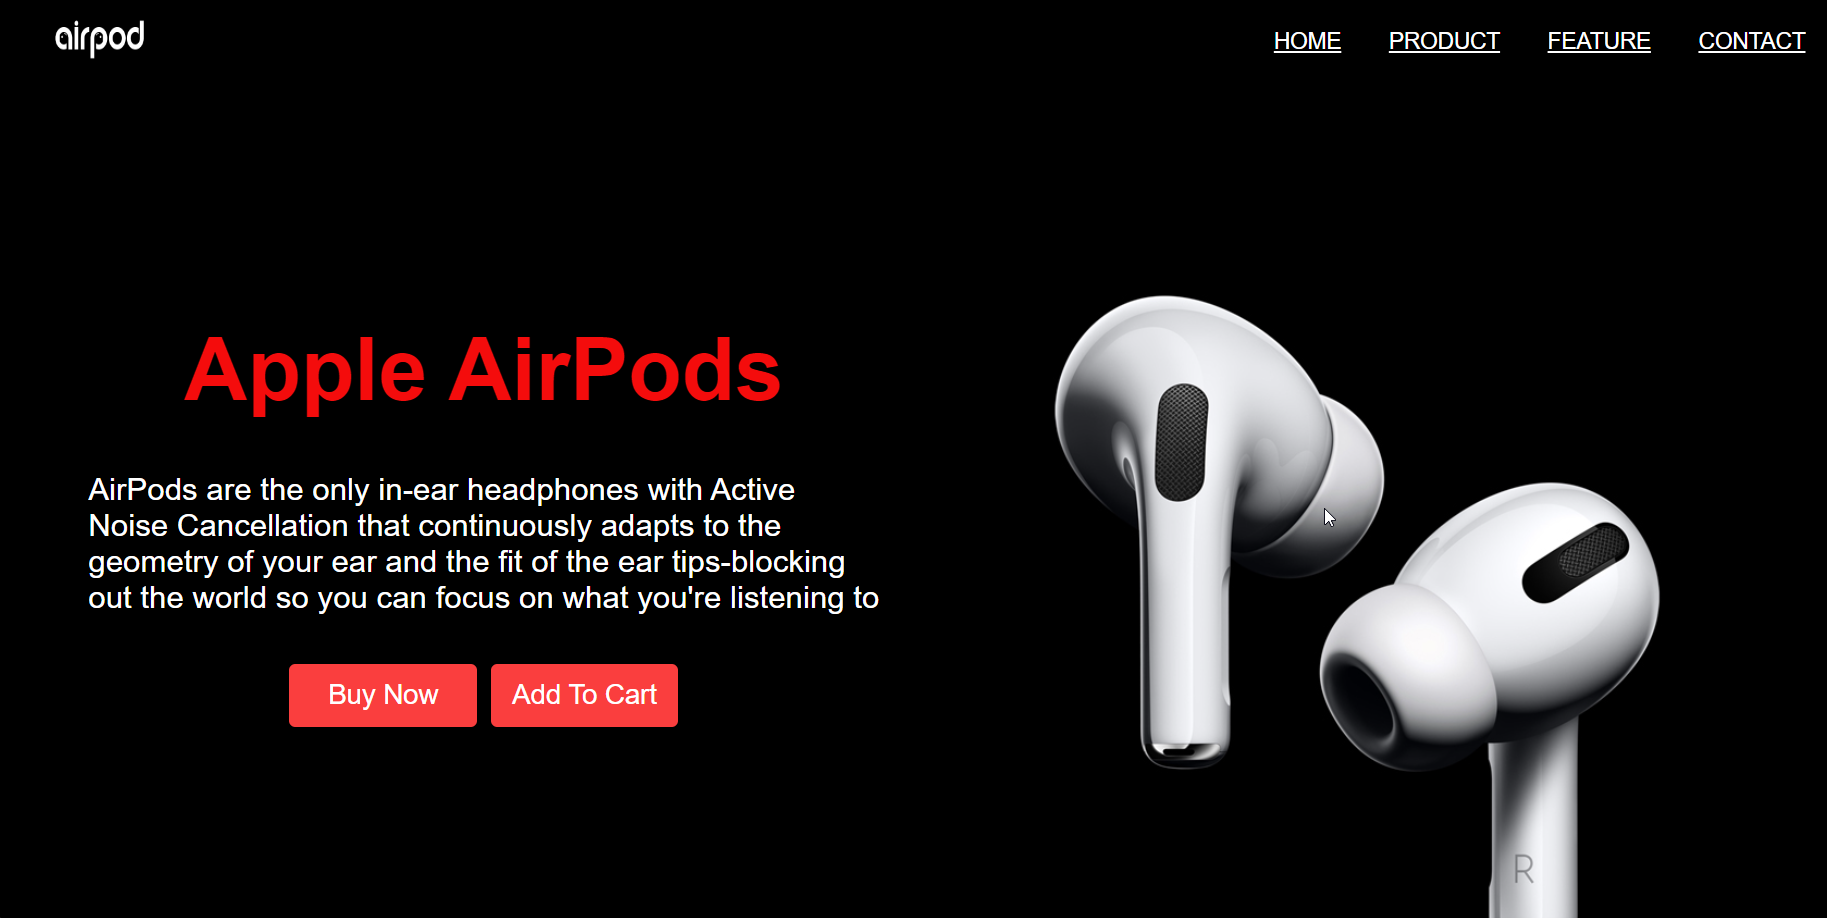 airpod
HOME PRODUCT FEATURE CONTACT
Apple AirPods
AirPods are the only in-ear headphones with Active
Noise Cancellation that continuously adapts to the
geometry of your ear and the fit of the ear tips-blocking
out the world so you can focus on what you're listening to
Buy Now Add To Cart
R